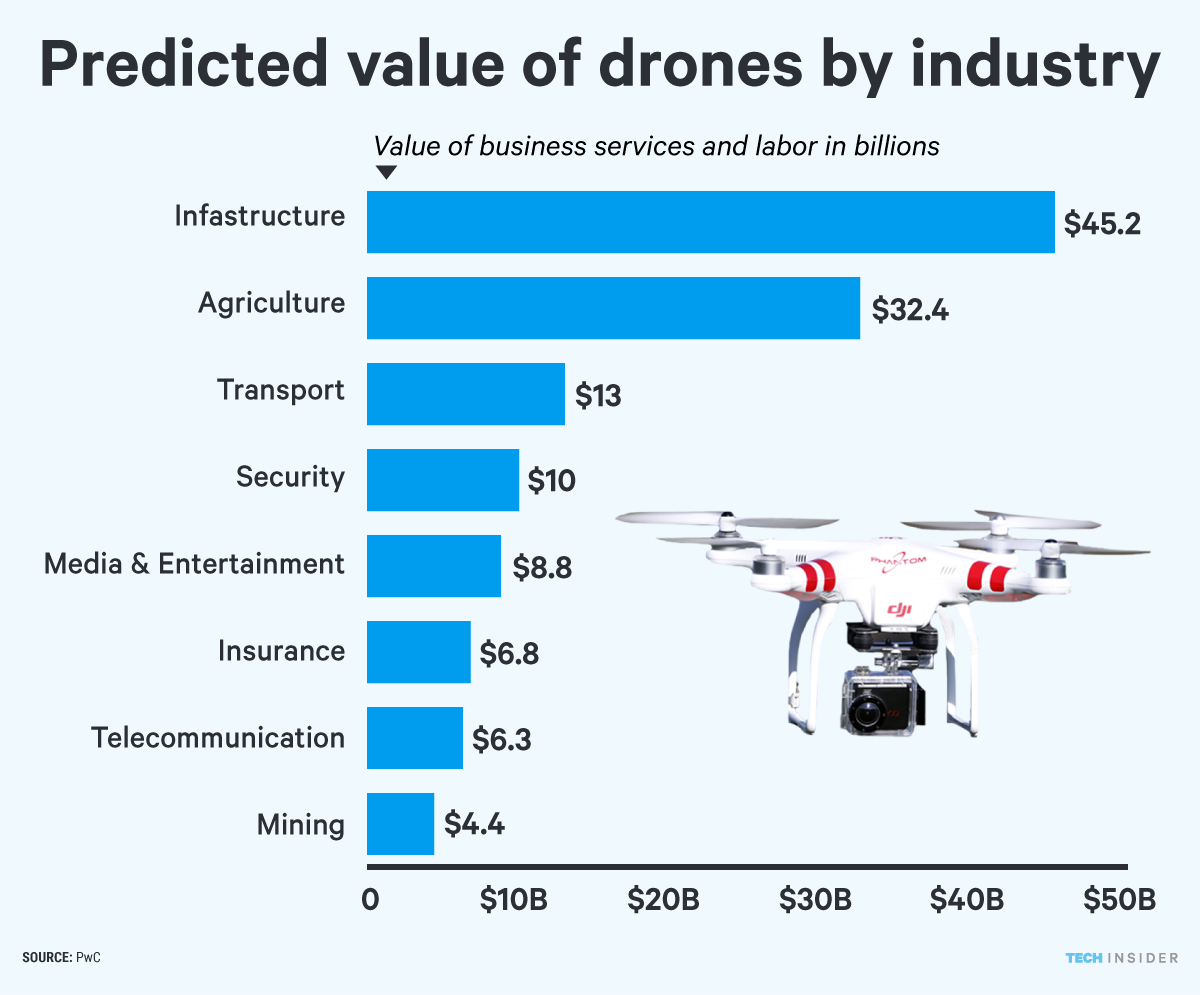 Predicted value of drones by industry
Value of business services and labor in billions
Infastructure $45.2
Agriculture $32.4
Transport $13
Security $10
Media & Entertainment $8.8
Insurance $6.8
Telecommunication $6.3
Mining $4.4
0 $10B $20B $30B $40B $50B
PHANTOM
dji
SOURCE: PwC
TECH INSIDER